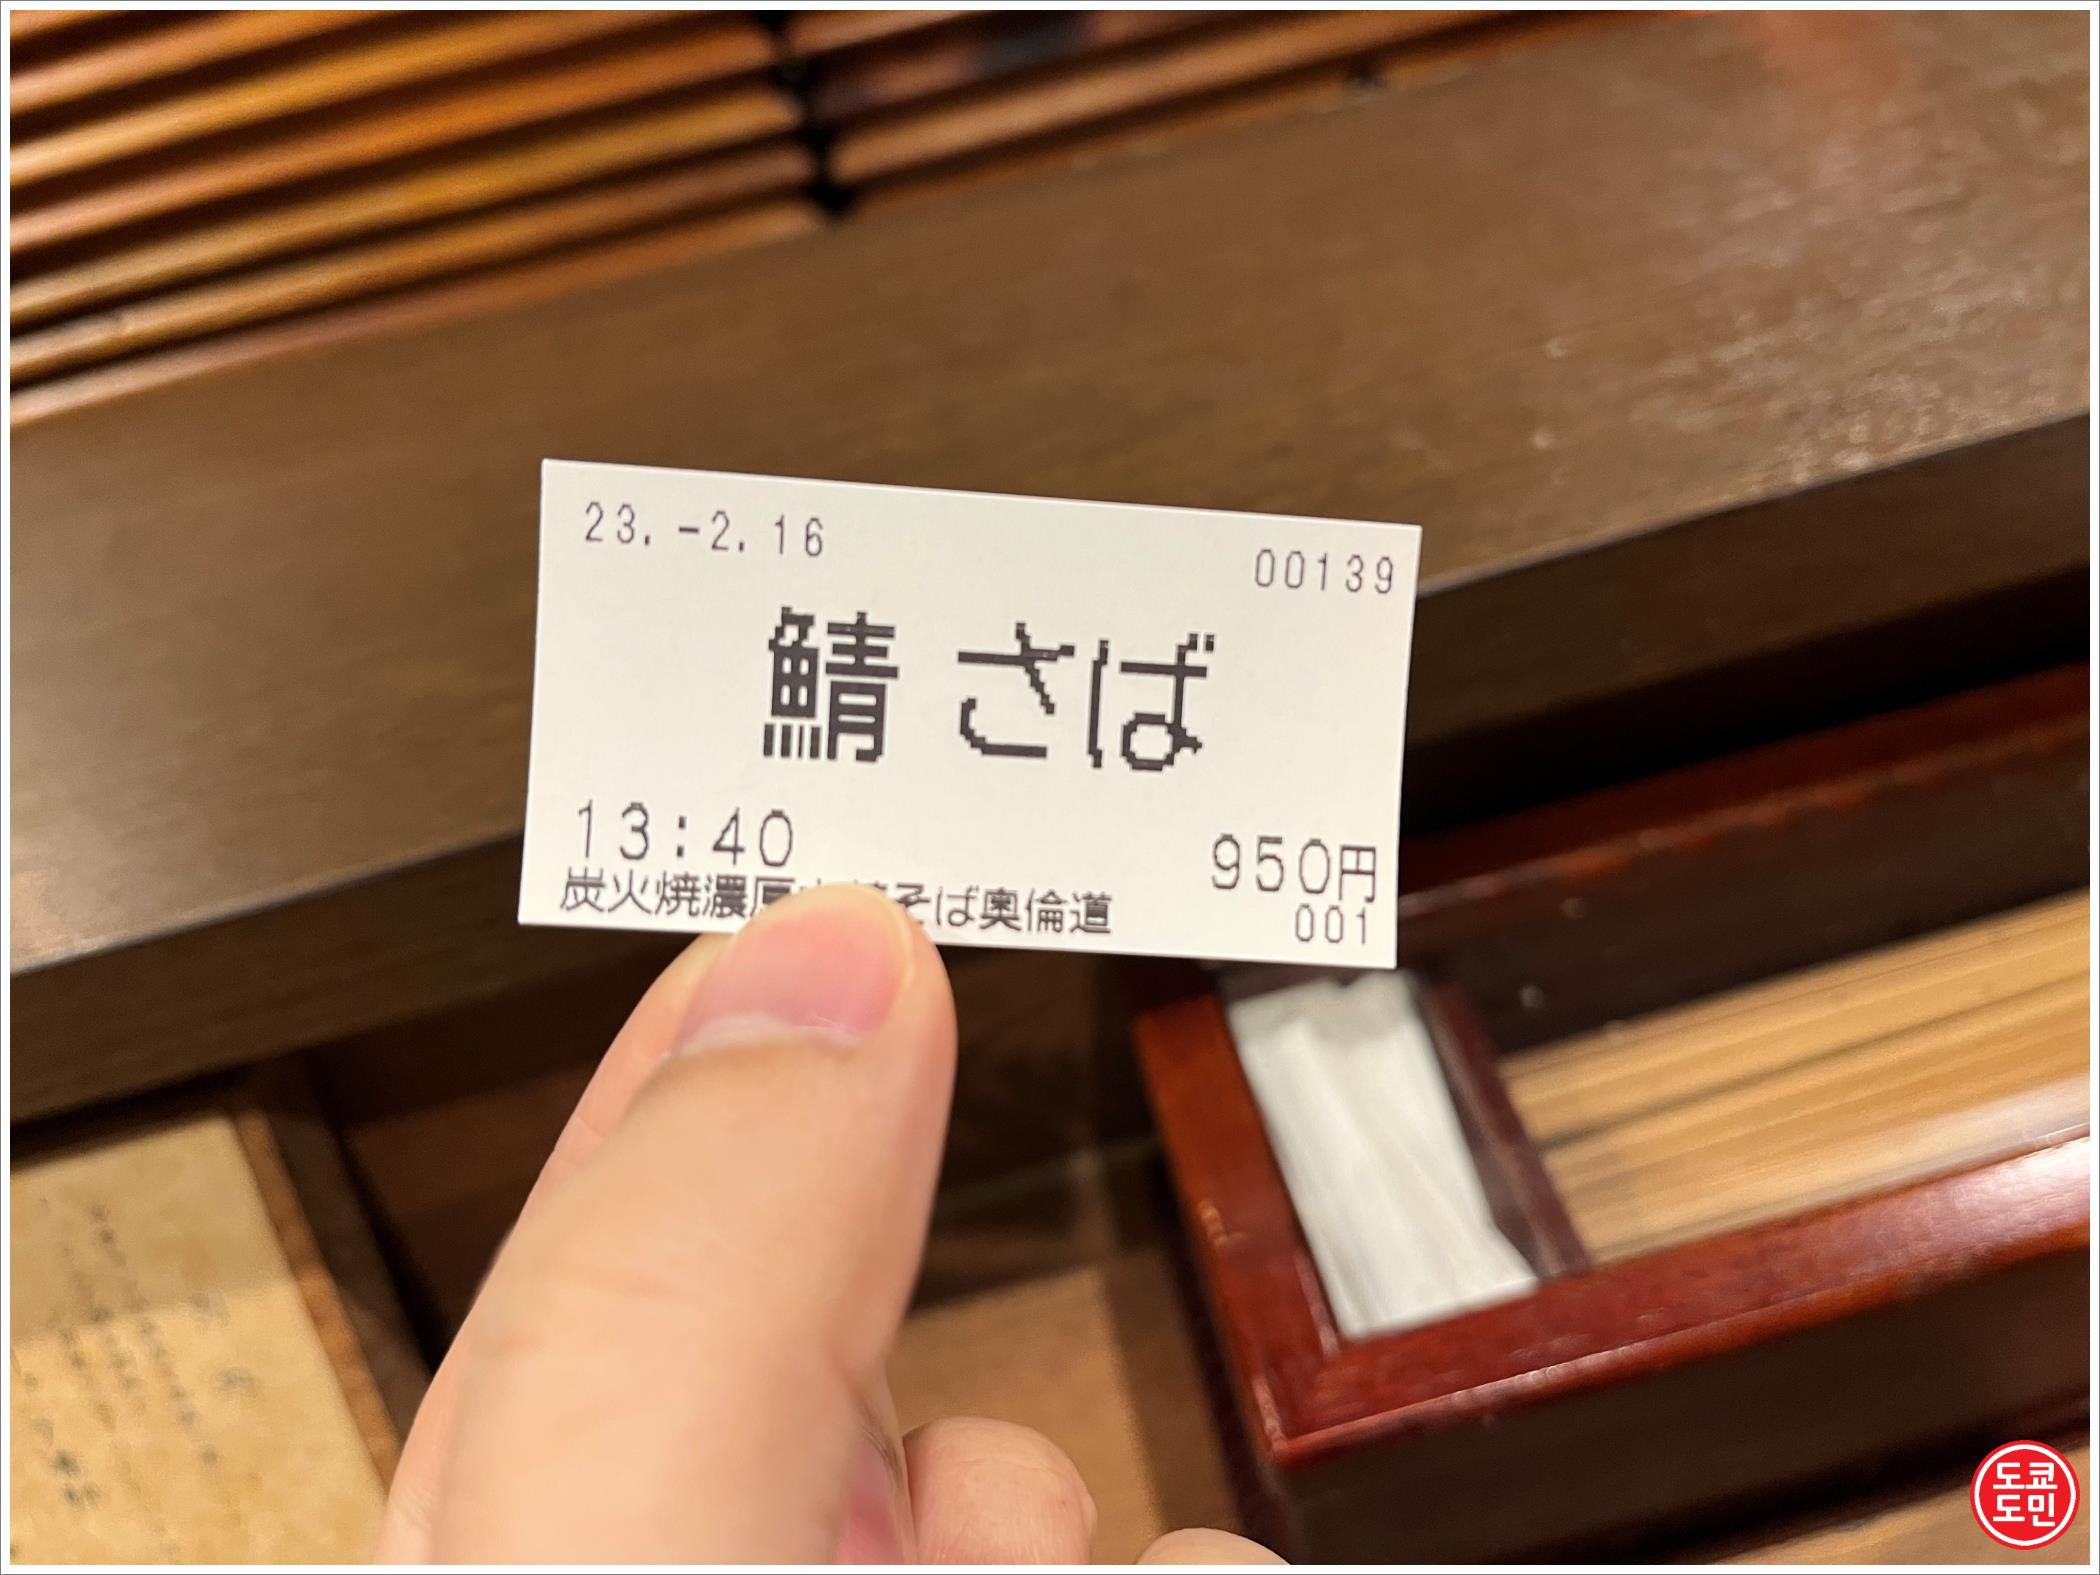 23.-2.16
00139
鯖 さば
13:40
950円
炭火焼濃厚 そば奥倫道
001
도쿄
도민